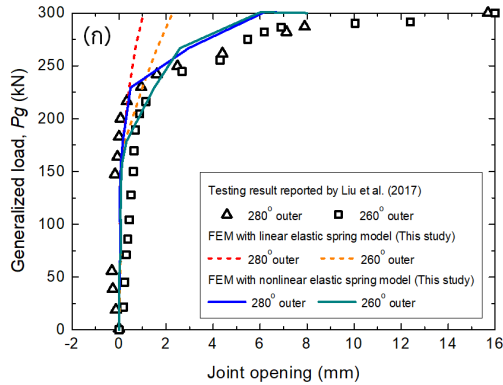 (ก)
Generalized load, Pg (kN)
300
250
200
150
100
50
0
Testing result reported by Liu et al. (2017)
280° outer 260° outer
FEM with linear elastic spring model (This study)
280° outer 260° outer
FEM with nonlinear elastic spring model (This study)
280° outer 260° outer
-2 0 2 4 6 8 10 12 14 16
Joint opening (mm)